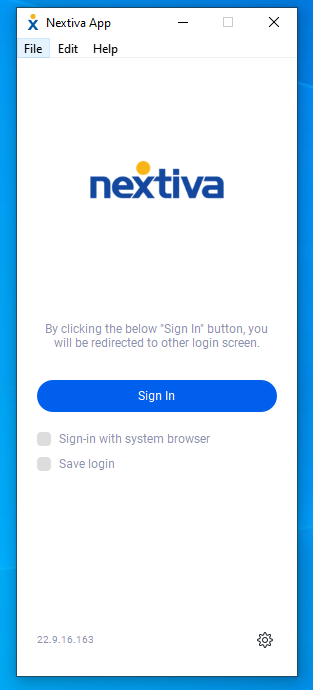 Nextiva App
File Edit Help
nextiva
By clicking the below "Sign In" button, you
will be redirected to other login screen.
Sign In
Sign-in with system browser
Save login
22.9.16.163